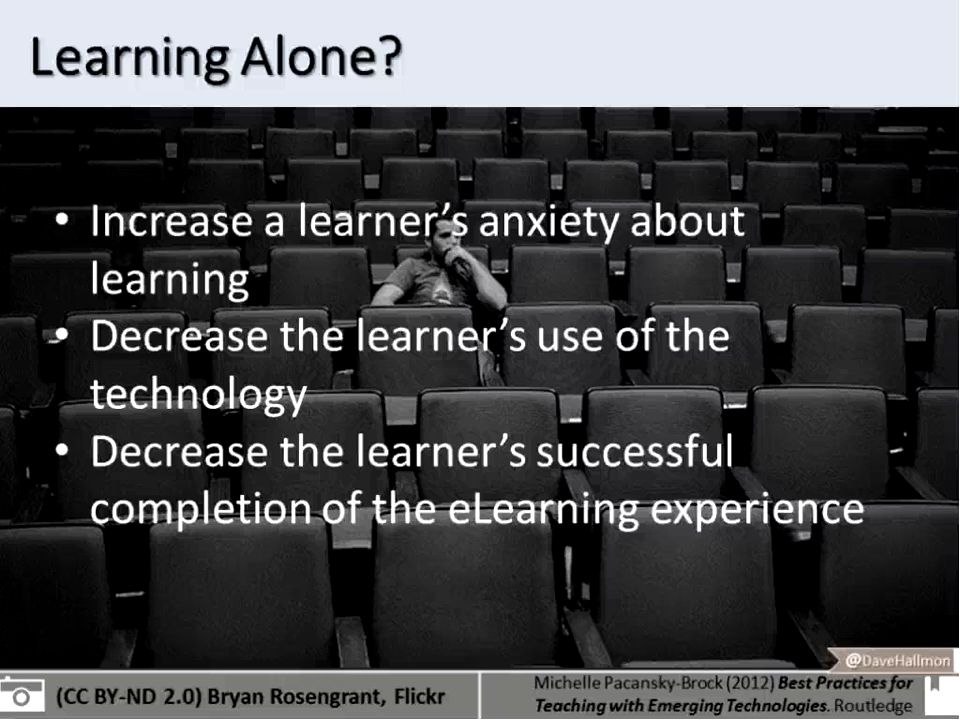 Learning Alone?
• Increase a learner's anxiety about
learning
• Decrease the learner's use of the
technology
• Decrease the learner's successful
completion of the eLearning experience
@DaveHallmon
(CC BY-ND 2.0) Bryan Rosengrant, Flickr
Michelle Pacansky-Brock (2012) Best Practices for
Teaching with Emerging Technologies. Routledge